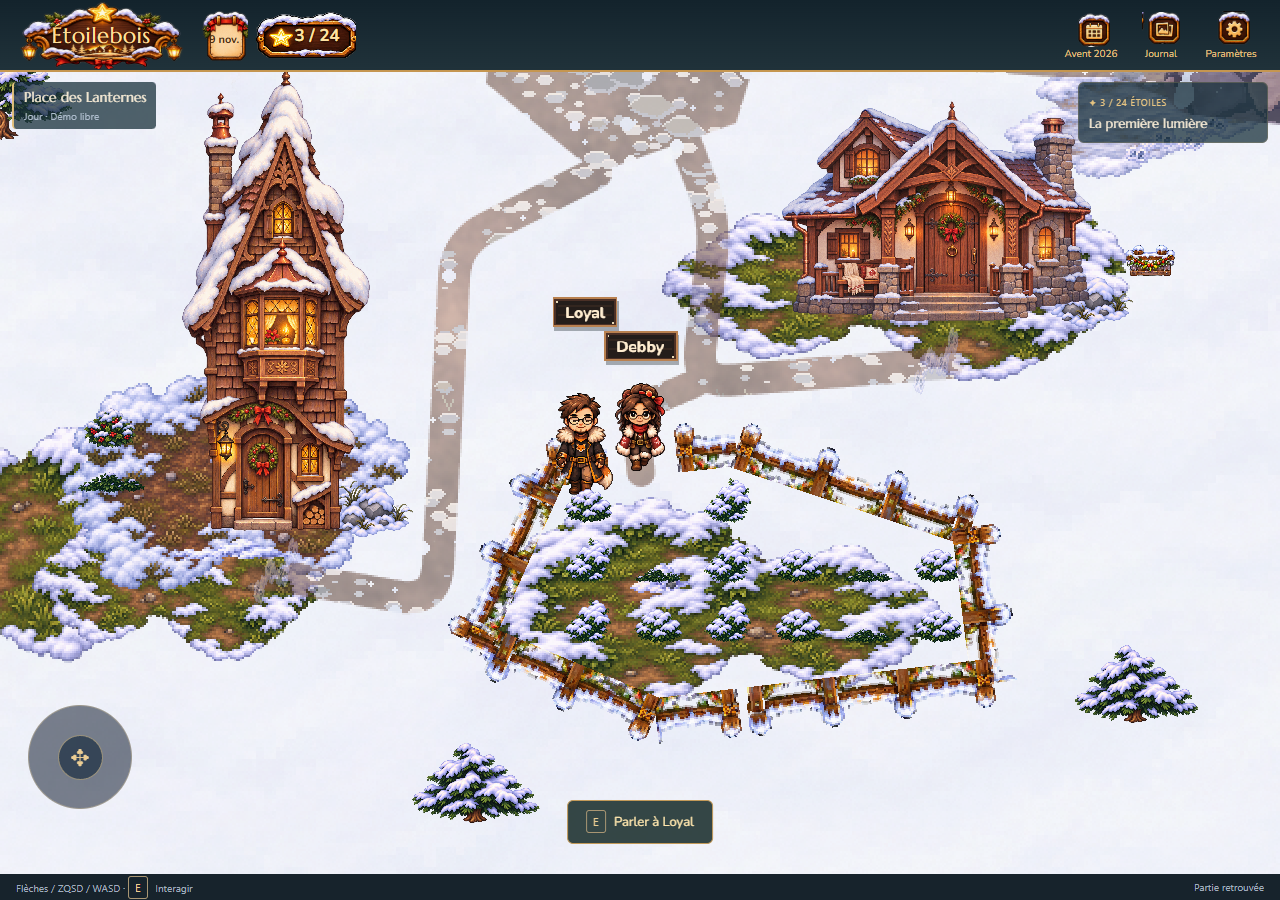 Étoilebois
9 nov.
3 / 24
Avent 2026
Journal
Paramètres
Place des Lanternes
Jour · Démo libre
✦ 3 / 24 ÉTOILES
La première lumière
Loyal
Debby
E Parler à Loyal
Flèches / ZQSD / WASD · E Interagir
Partie retrouvée